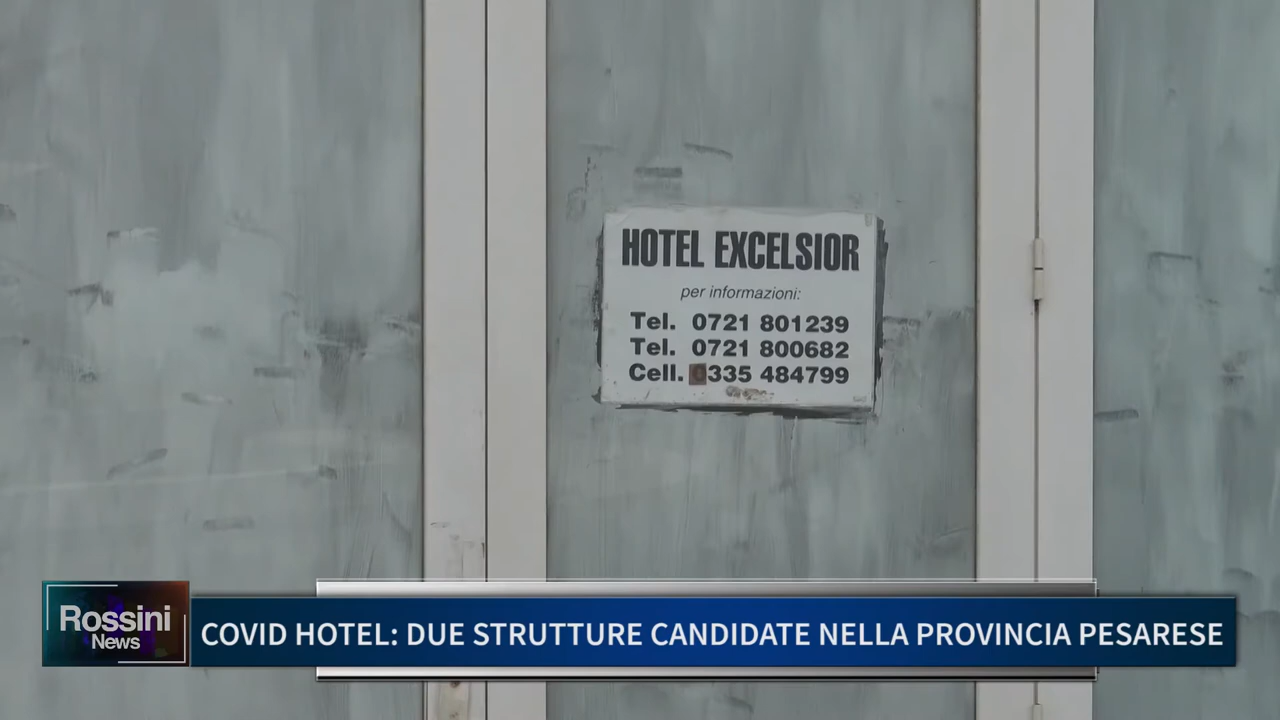 HOTEL EXCELSIOR
per informazioni:
Tel. 0721 801239
Tel. 0721 800682
Cell. 0335 484799
Rossini
News
COVID HOTEL: DUE STRUTTURE CANDIDATE NELLA PROVINCIA PESARESE